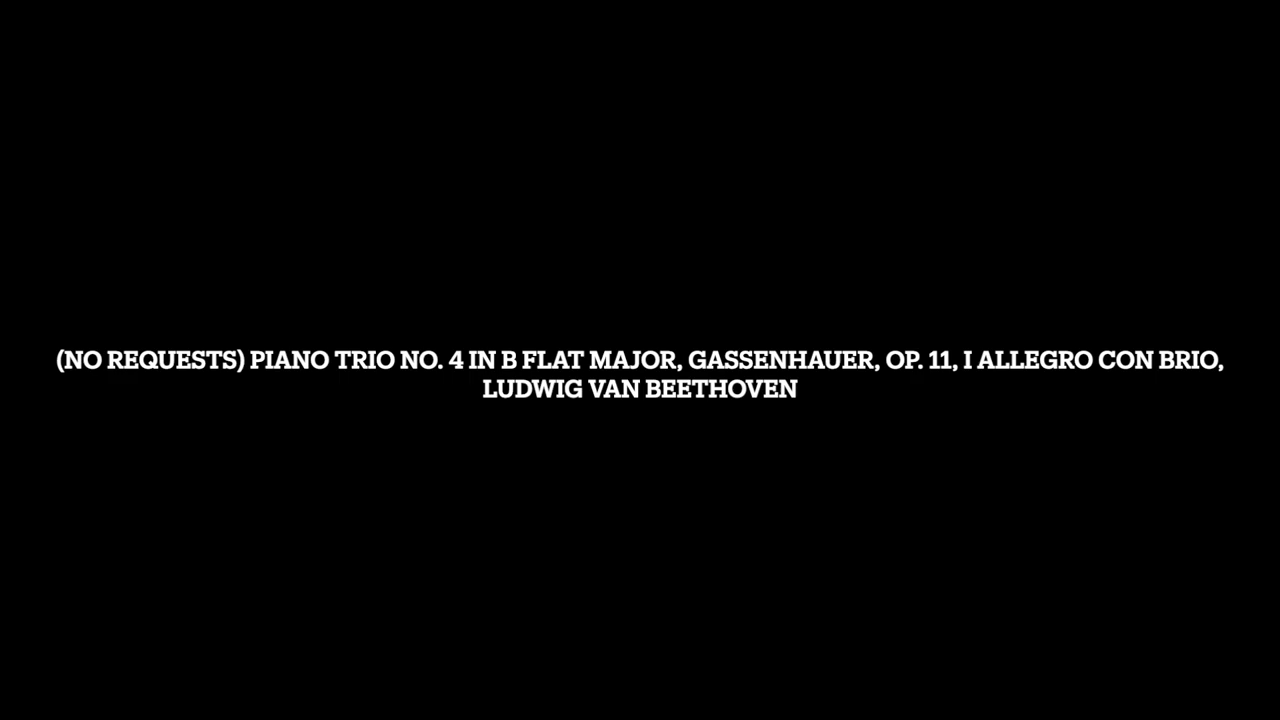 (NO REQUESTS) PIANO TRIO NO. 4 IN B FLAT MAJOR, GASSENHAUER, OP. 11, I ALLEGRO CON BRIO,
LUDWIG VAN BEETHOVEN